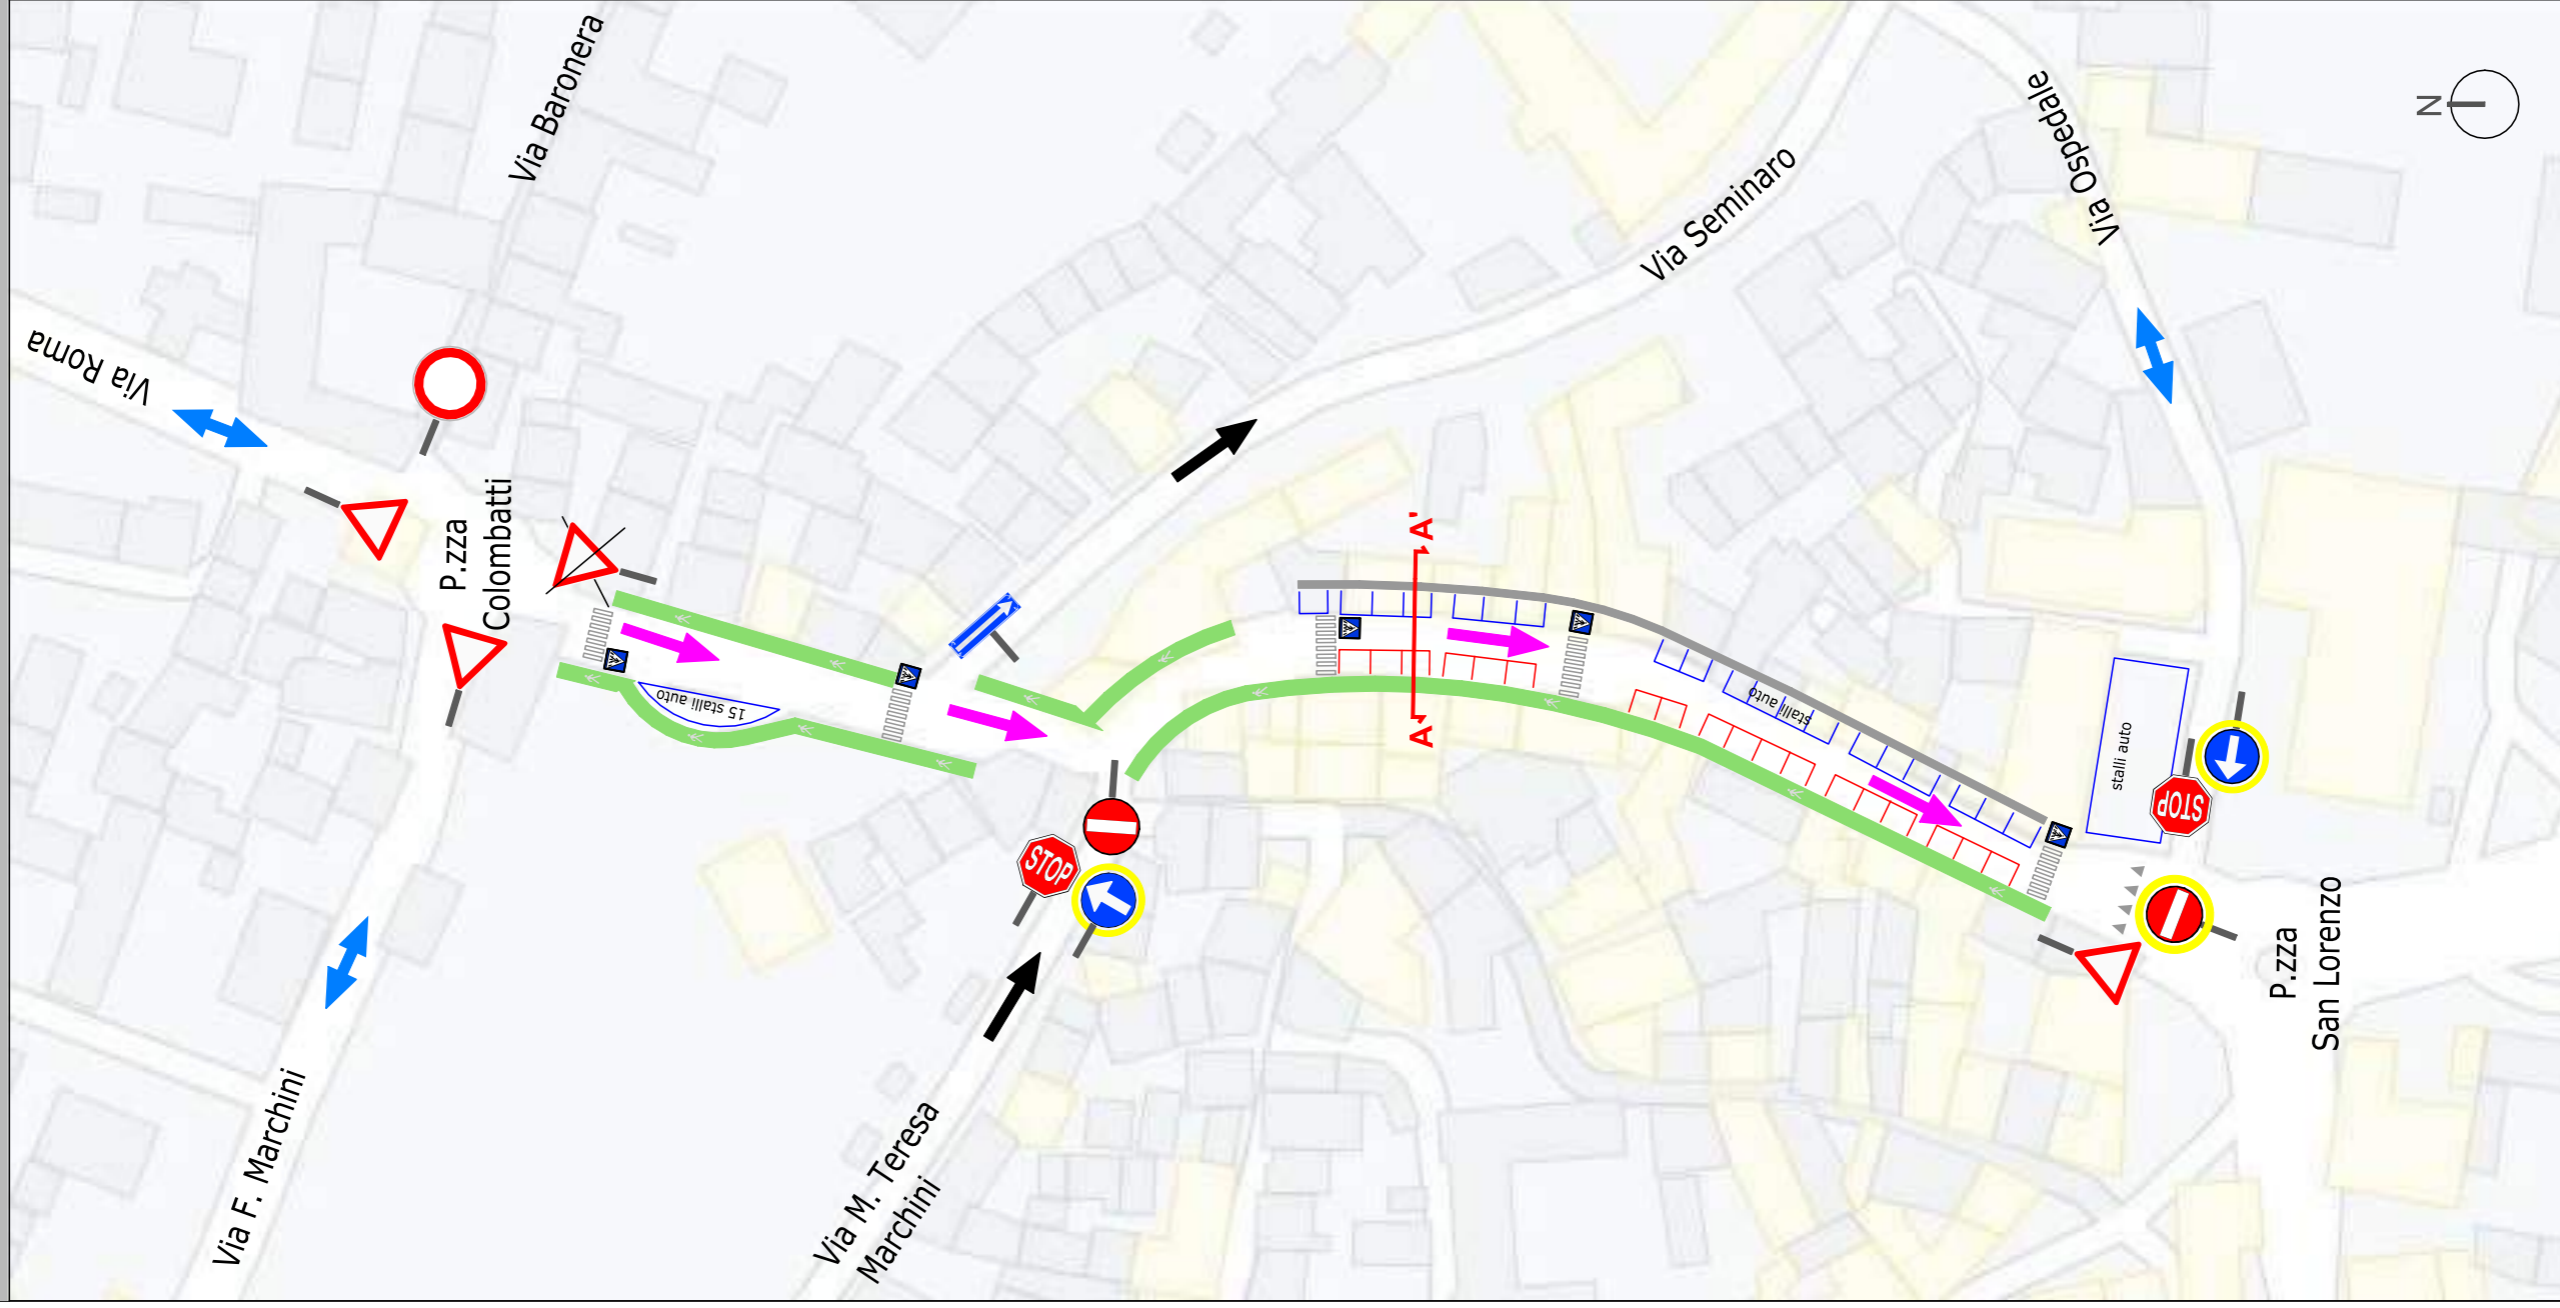 Via Baronera
Via Ospedale
N
Via Seminaro
Via Roma
P.zza
Colombatti
A'
15 stalli auto
stalli auto
A
stalli auto
STOP
STOP
P.zza
San Lorenzo
Via F. Marchini
Via M. Teresa
Marchini